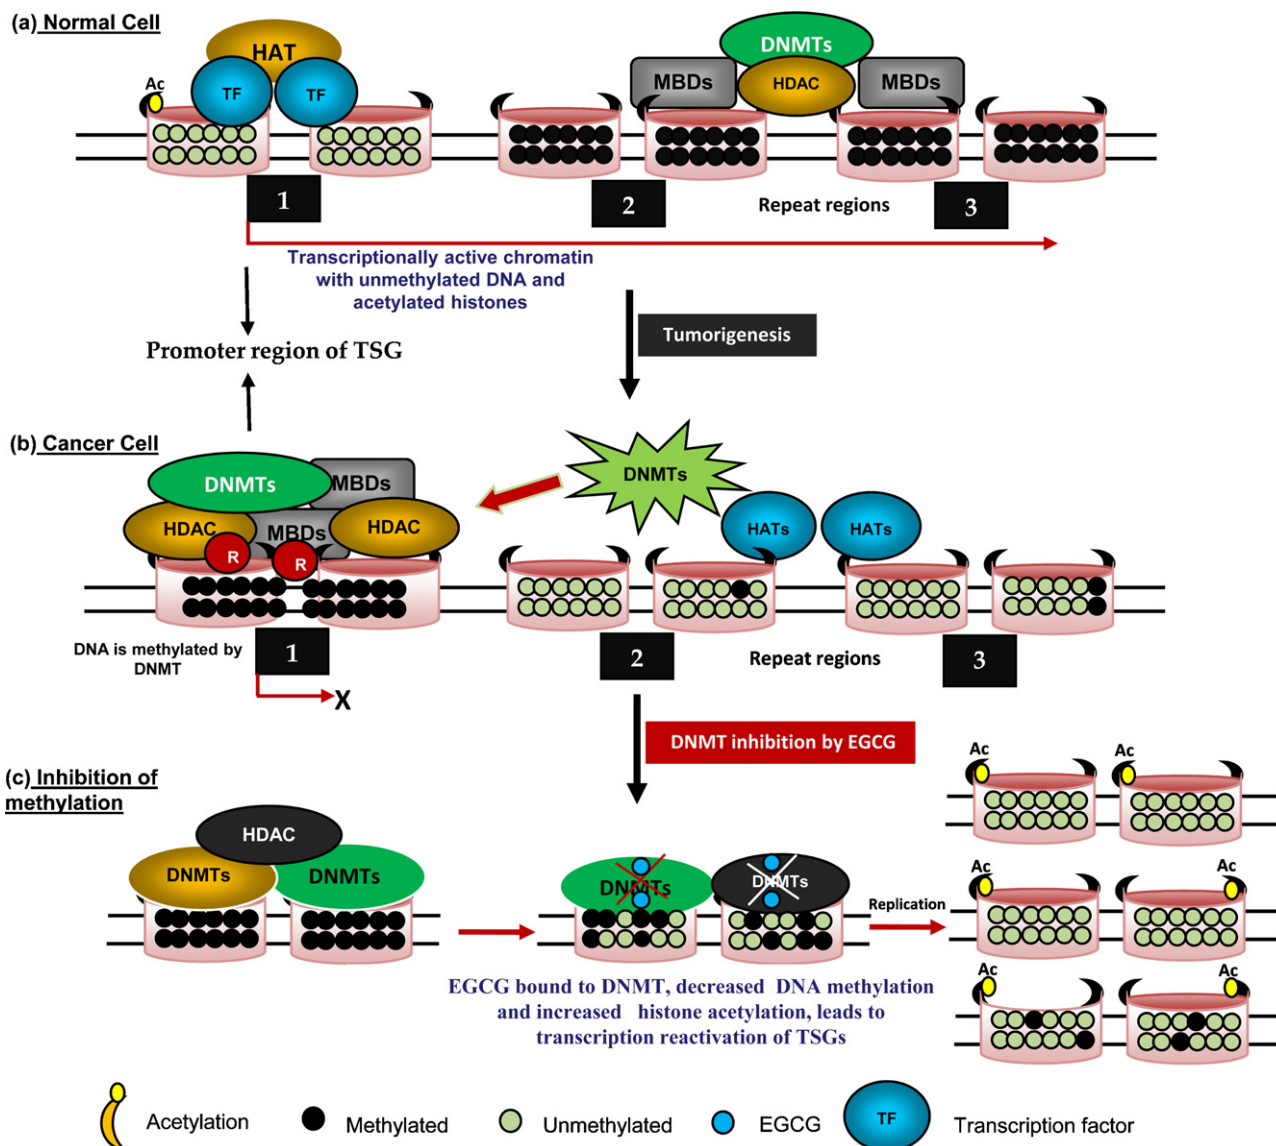 (a) Normal Cell
HAT
TF
TF
Ac
DNMTs
MBDs
HDAC
MBDs
1
2
Repeat regions
3
Transcriptionally active chromatin
with unmethylated DNA and
acetylated histones
Tumorigenesis
Promoter region of TSG
(b) Cancer Cell
DNMTs
MBDs
HDAC
MBDs
HDAC
R
R
DNMTs
HATs
HATs
DNA is methylated by
DNMT
1
X
2
Repeat regions
3
DNMT inhibition by EGCG
(c) Inhibition of
methylation
HDAC
DNMTs
DNMTs
DNMTs
DNMTs
Replication
Ac
Ac
Ac
Ac
Ac
Ac
EGCG bound to DNMT, decreased DNA methylation
and increased histone acetylation, leads to
transcription reactivation of TSGs
Acetylation
Methylated
Unmethylated
EGCG
TF
Transcription factor